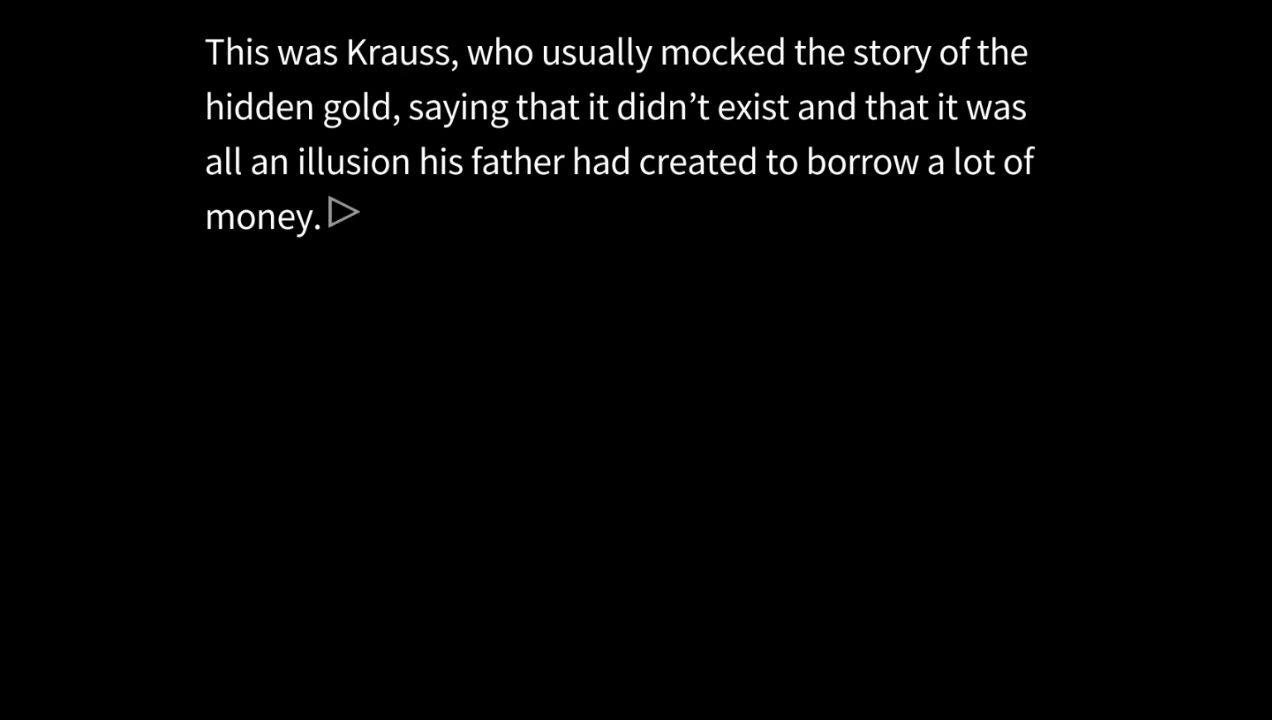 This was Krauss, who usually mocked the story of the
hidden gold, saying that it didn’t exist and that it was
all an illusion his father had created to borrow a lot of
money.